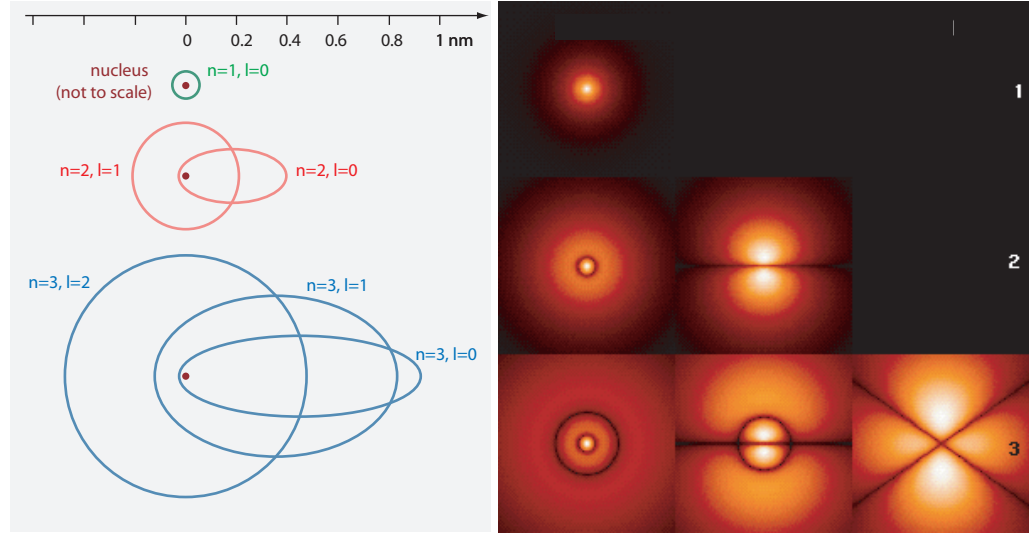 0 0.2 0.4 0.6 0.8 1 nm
nucleus
(not to scale)
n=1, l=0
n=2, l=1
n=2, l=0
n=3, l=2
n=3, l=1
n=3, l=0
1
2
3